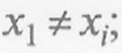 x₁ ≠ xᵢ;